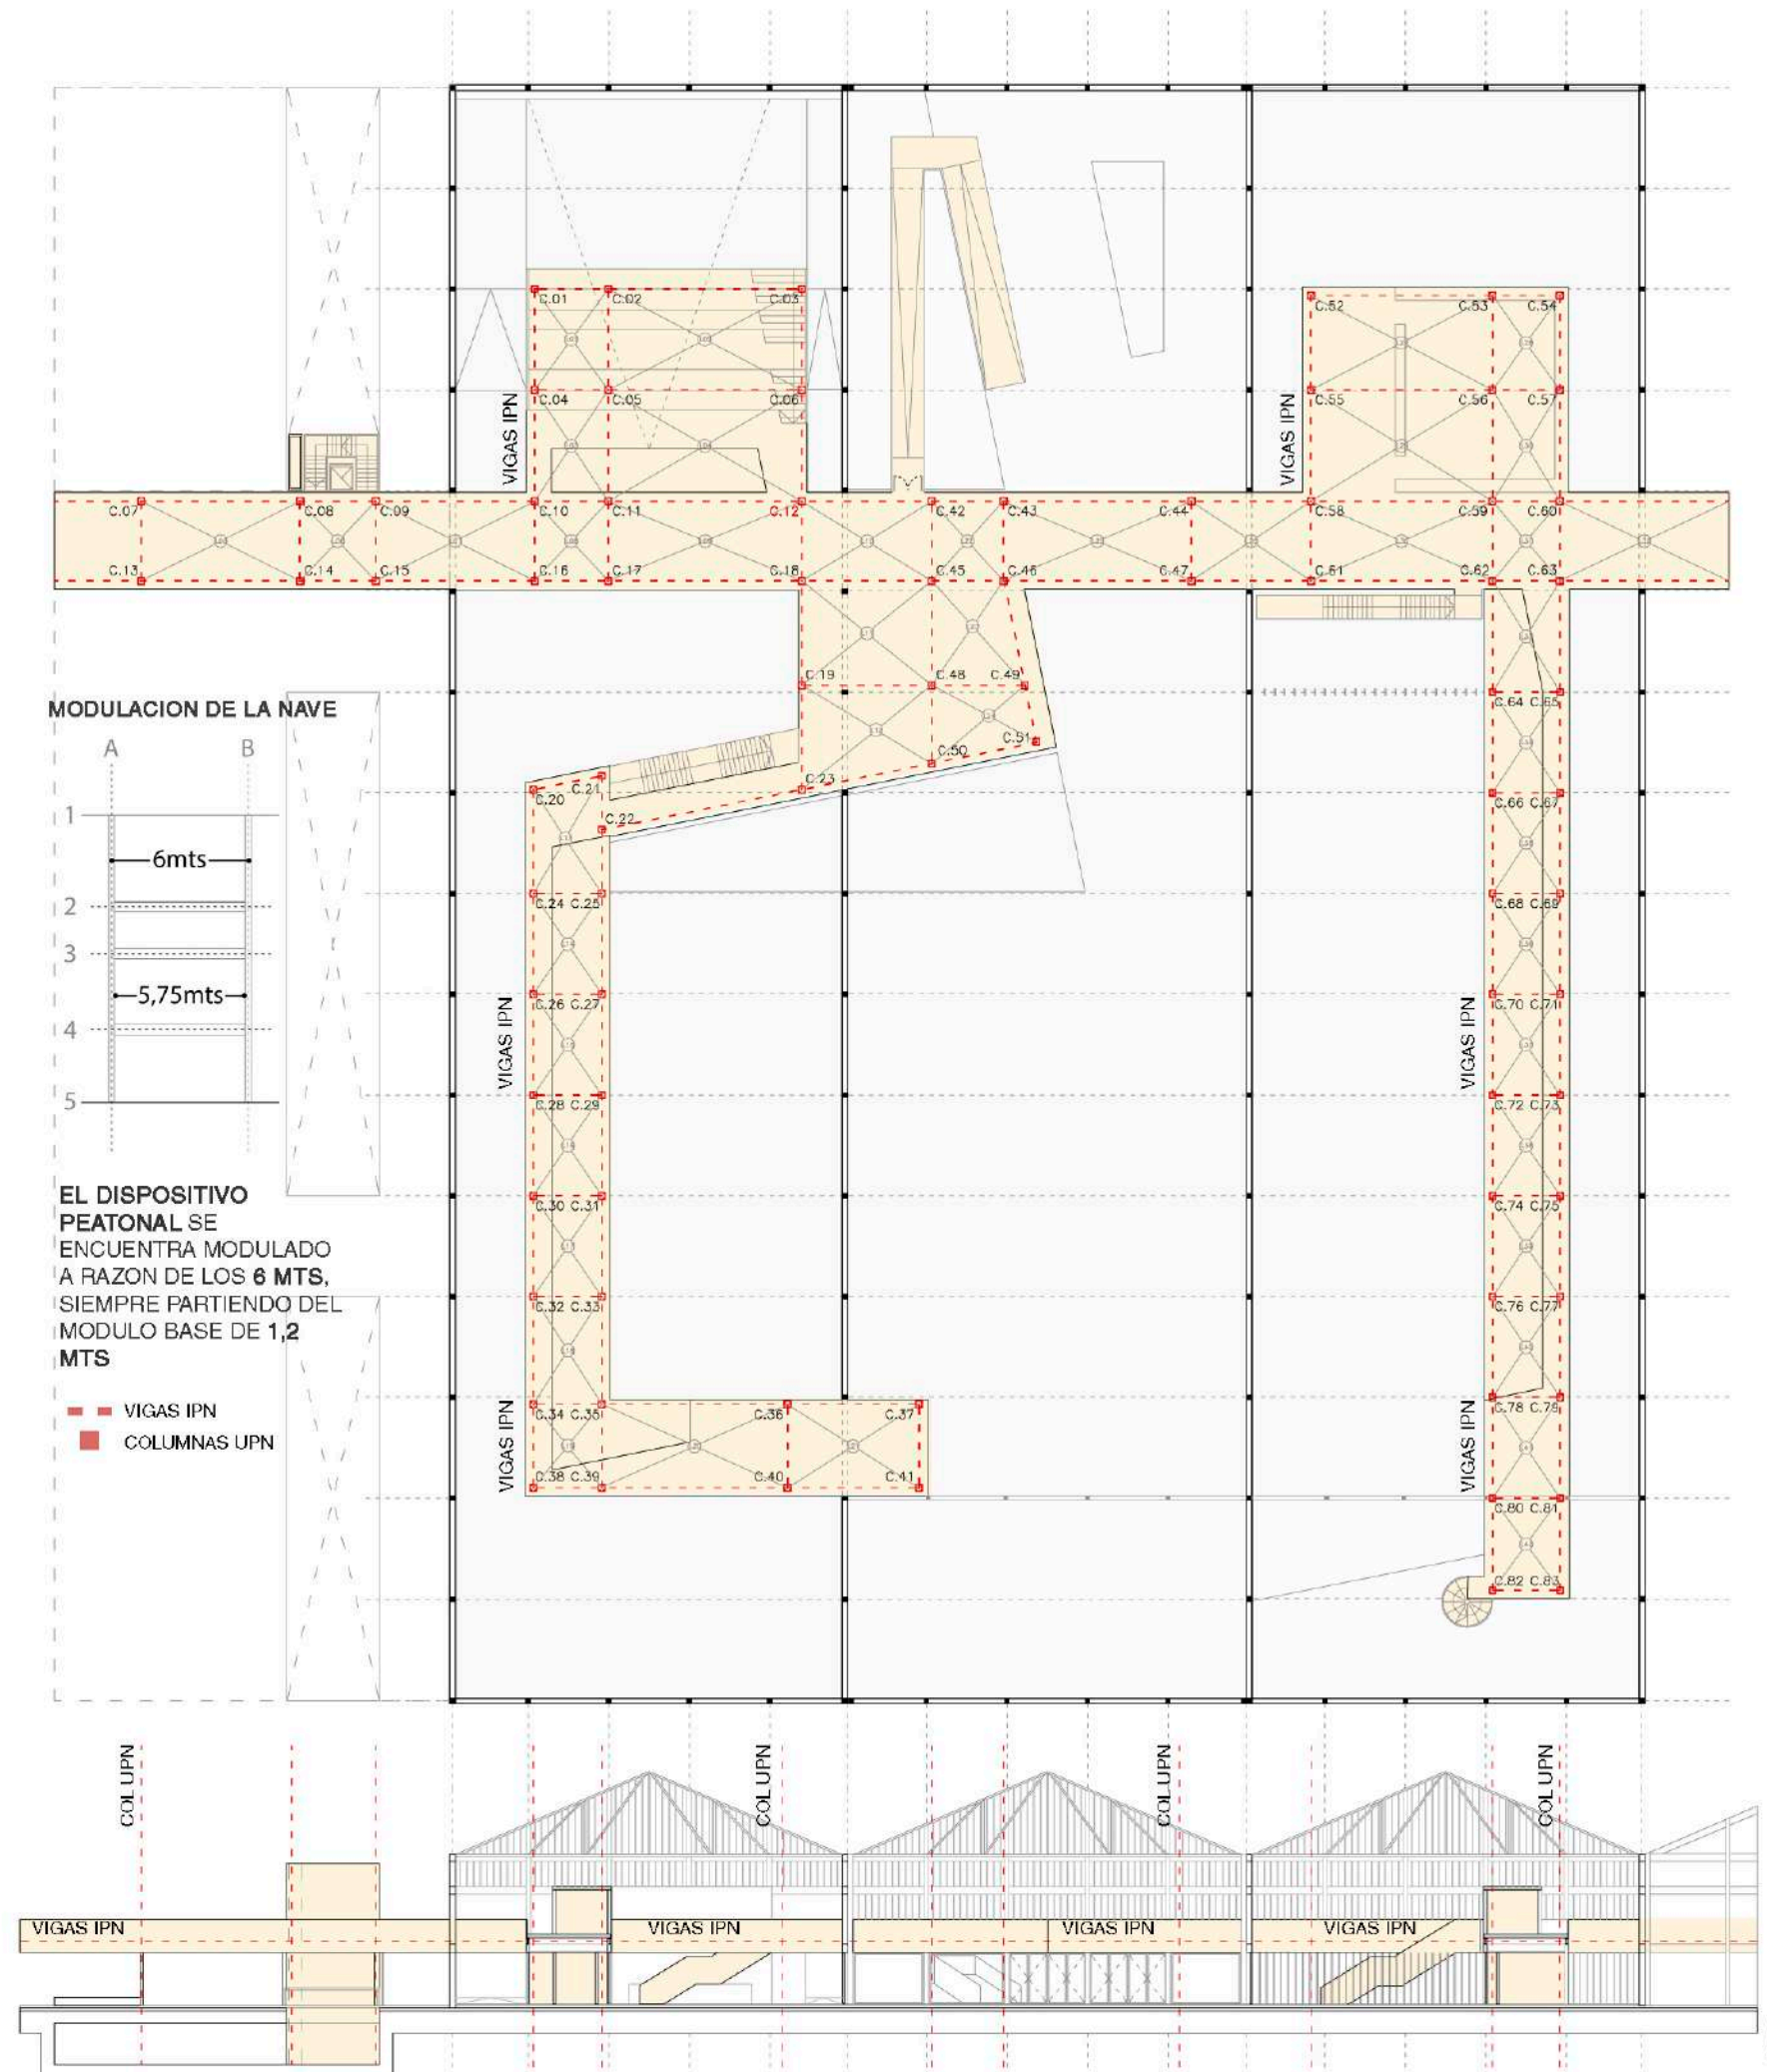 VIGAS IPN
C.01 C.02 C.03
C.52 C.53 C.54
C.04 C.05 C.06
C.55 C.56 C.57
VIGAS IPN
C.07 C.08 C.09 C.10 C.11 C.12 C.42 C.43 C.44 C.58 C.59 C.60
C.13 C.14 C.15 C.16 C.17 C.18 C.45 C.46 C.47 C.61 C.62 C.63
C.19 C.48 C.49
C.64 C.65
C.50 C.51
C.20 C.21 C.23
C.66 C.67
C.22
MODULACION DE LA NAVE
A B
1
6mts
2
3
5,75mts
4
5
C.24 C.25
C.68 C.69
VIGAS IPN
C.26 C.27
VIGAS IPN
C.70 C.71
C.28 C.29
C.72 C.73
C.30 C.31
C.74 C.75
C.32 C.33
C.76 C.77
EL DISPOSITIVO
PEATONAL SE
ENCUENTRA MODULADO
A RAZON DE LOS 6 MTS,
SIEMPRE PARTIENDO DEL
MODULO BASE DE 1,2
MTS
VIGAS IPN
COLUMNAS UPN
VIGAS IPN
C.34 C.35 C.36 C.37
VIGAS IPN
C.78 C.79
C.38 C.39 C.40 C.41
C.80 C.81
C.82 C.83
COL UPN
COL UPN
COL UPN
COL UPN
VIGAS IPN
VIGAS IPN
VIGAS IPN
VIGAS IPN